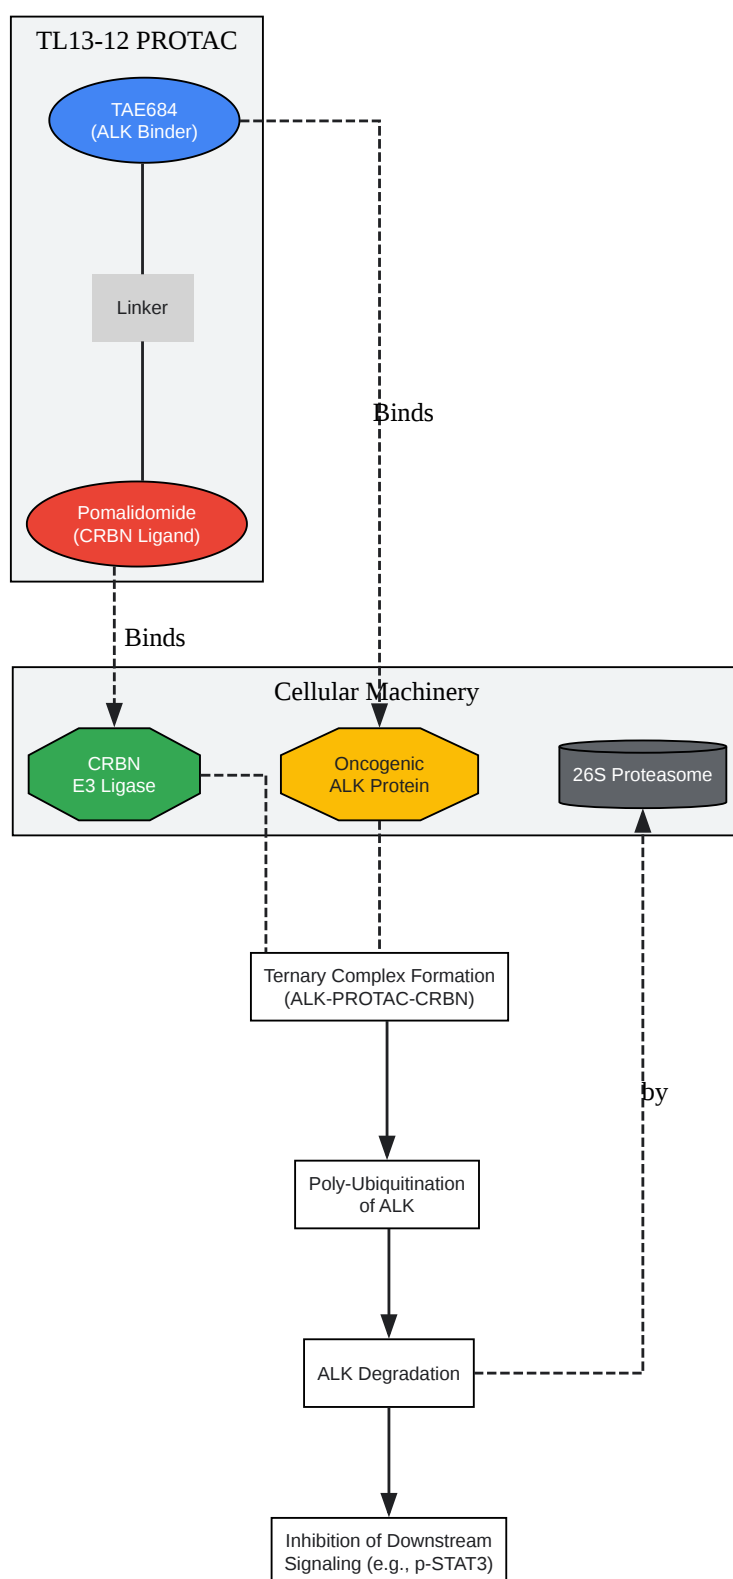 TL13-12 PROTAC
TAE684
(ALK Binder)
Linker
Binds
Pomalidomide
(CRBN Ligand)
Binds
Cellular Machinery
CRBN
E3 Ligase
Oncogenic
ALK Protein
26S Proteasome
Ternary Complex Formation
(ALK-PROTAC-CRBN)
by
Poly-Ubiquitination
of ALK
ALK Degradation
Inhibition of Downstream
Signaling (e.g., p-STAT3)